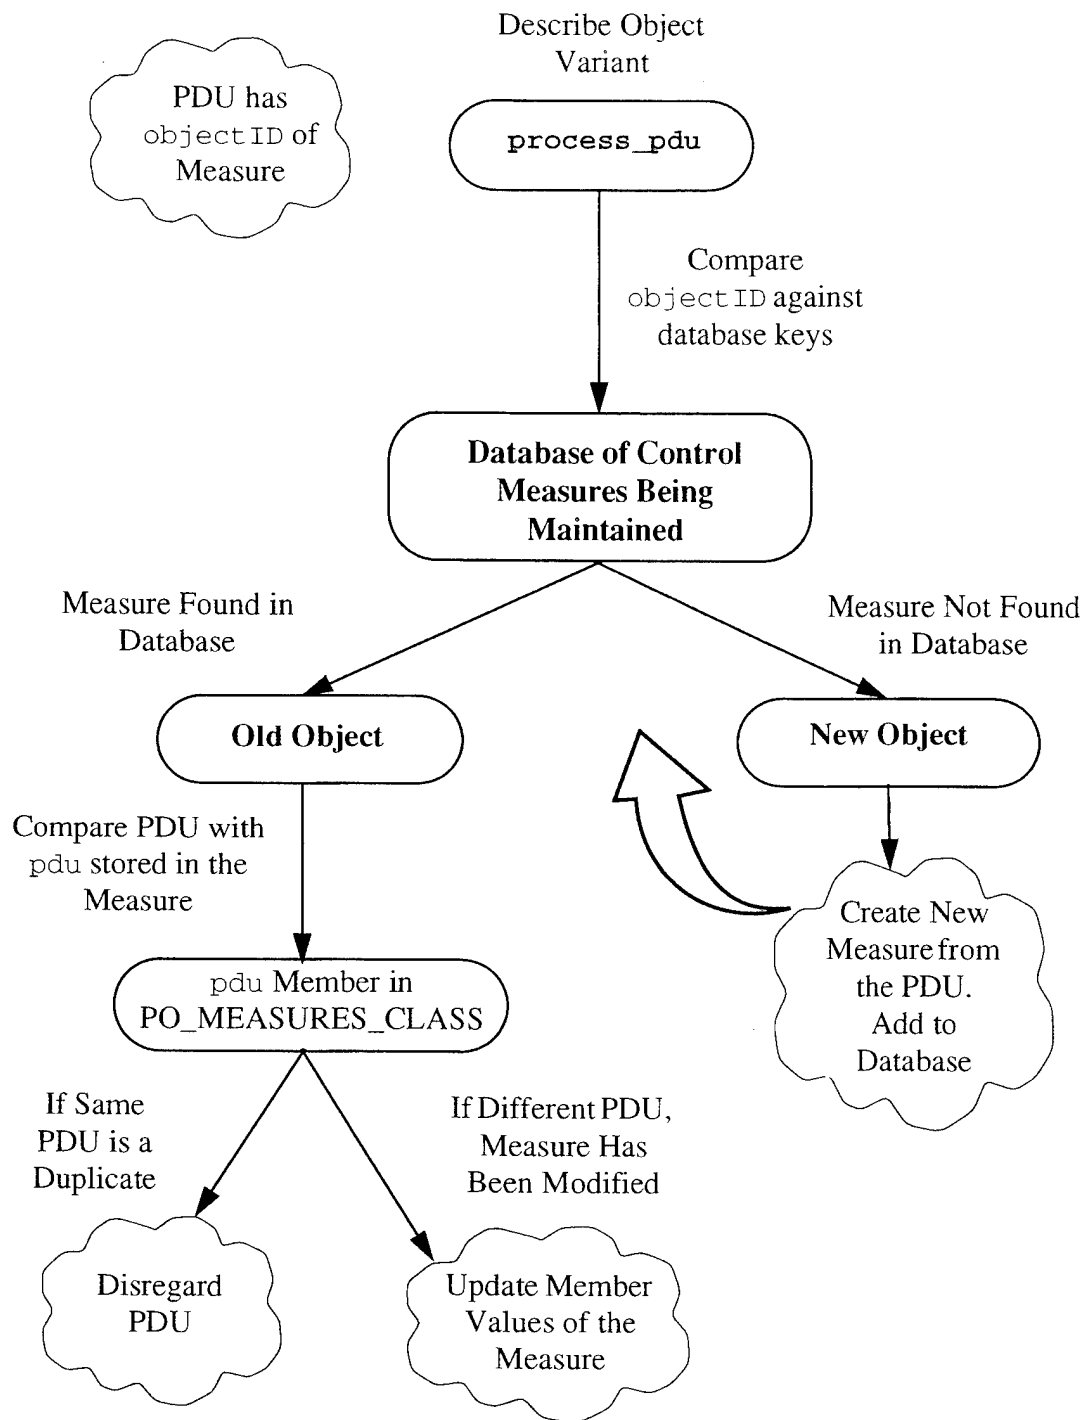 Describe Object
Variant
PDU has
objectID of
Measure
process_pdu
Compare
objectID against
database keys
Database of Control
Measures Being
Maintained
Measure Found in
Database
Measure Not Found
in Database
Old Object
New Object
Compare PDU with
pdu stored in the
Measure
Create New
Measure from
the PDU.
Add to
Database
pdu Member in
PO_MEASURES_CLASS
If Same
PDU is a
Duplicate
If Different PDU,
Measure Has
Been Modified
Disregard
PDU
Update Member
Values of the
Measure